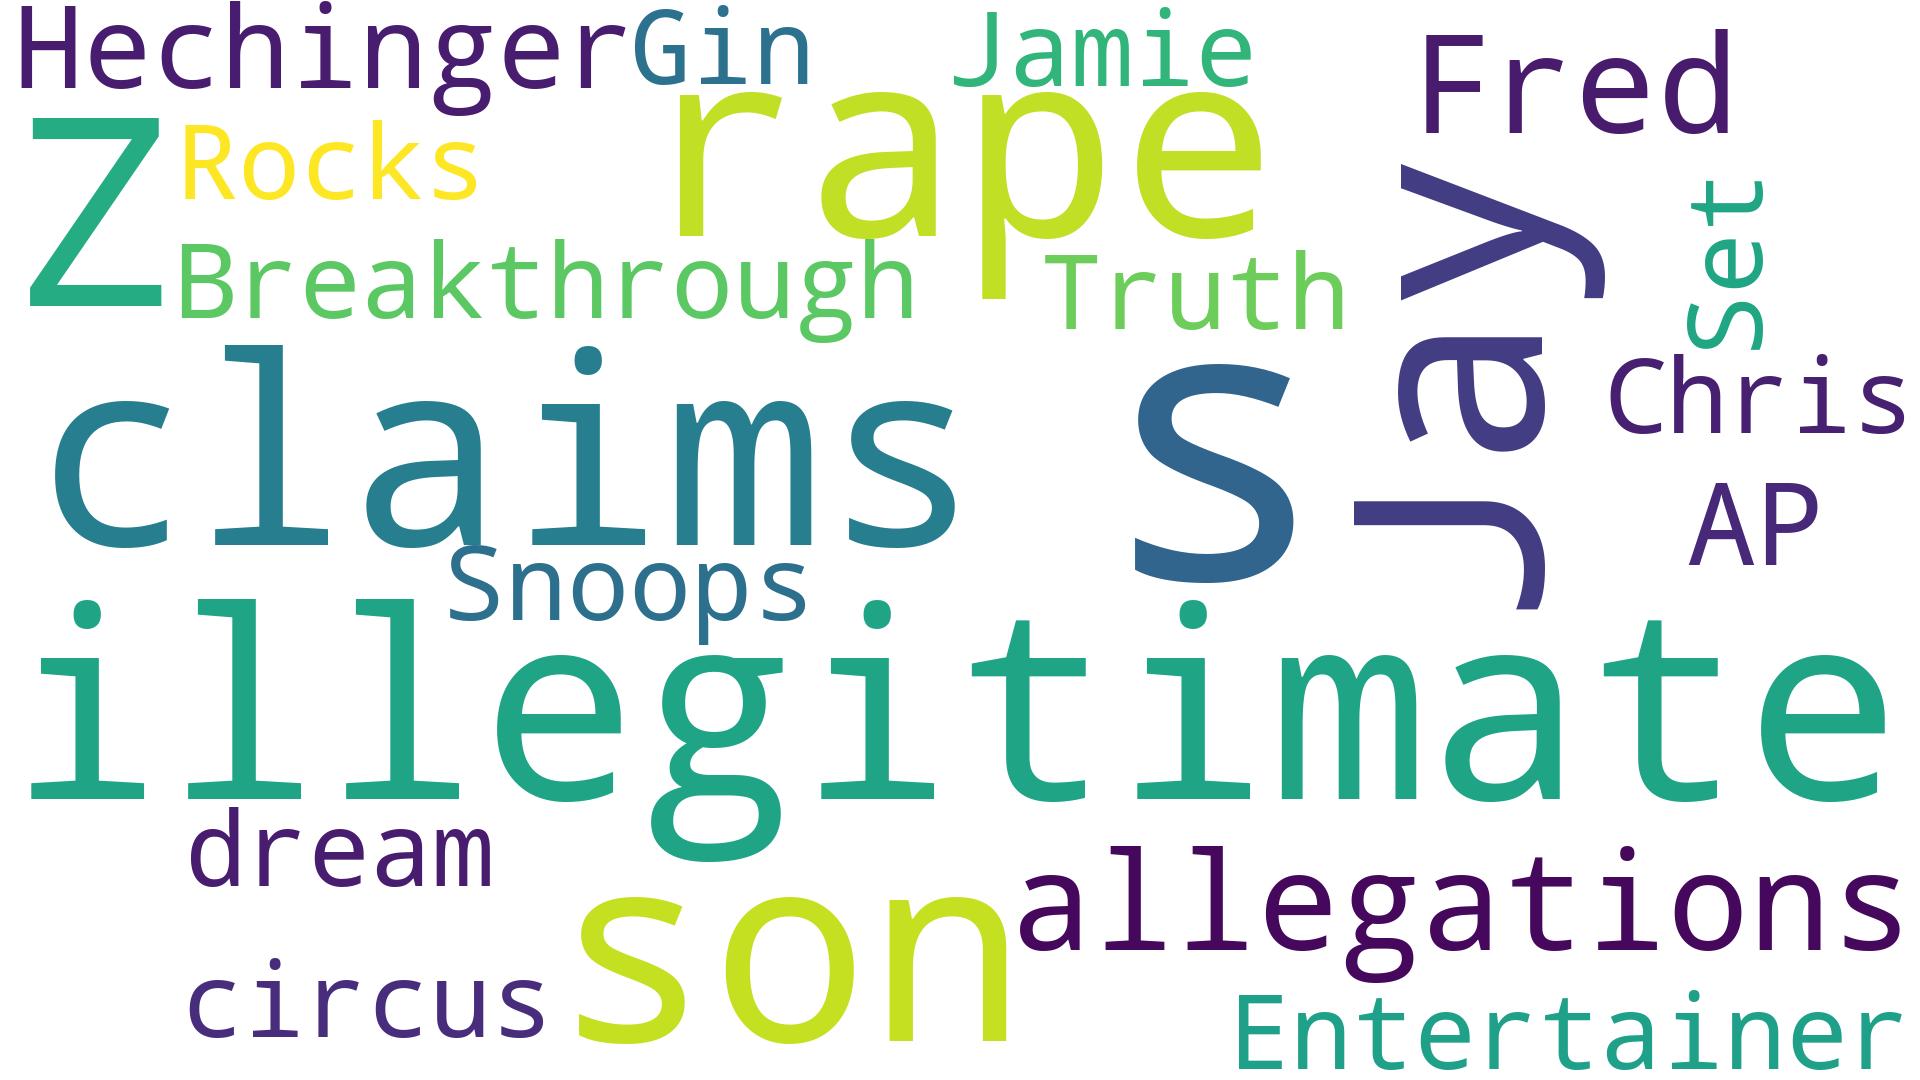 Hechinger
Gin
Jamie
Fred
rape
Z
Rocks
Set
Jay
Breakthrough
Truth
claims
S
Chris
AP
Snoops
illegitimate
dream
allegations
son
circus
Entertainer